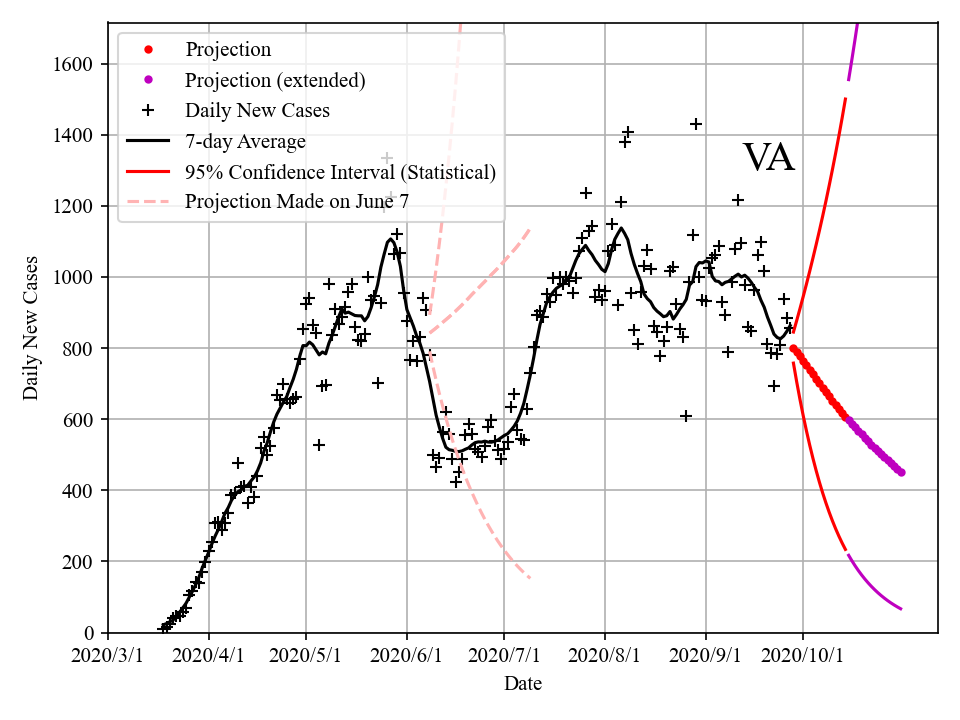 1600
1400
1200
1000
800
600
400
200
0
Daily New Cases
Projection
Projection (extended)
Daily New Cases
7-day Average
95% Confidence Interval (Statistical)
Projection Made on June 7
VA
2020/3/1
2020/4/1
2020/5/1
2020/6/1
2020/7/1
2020/8/1
2020/9/1
2020/10/1
Date